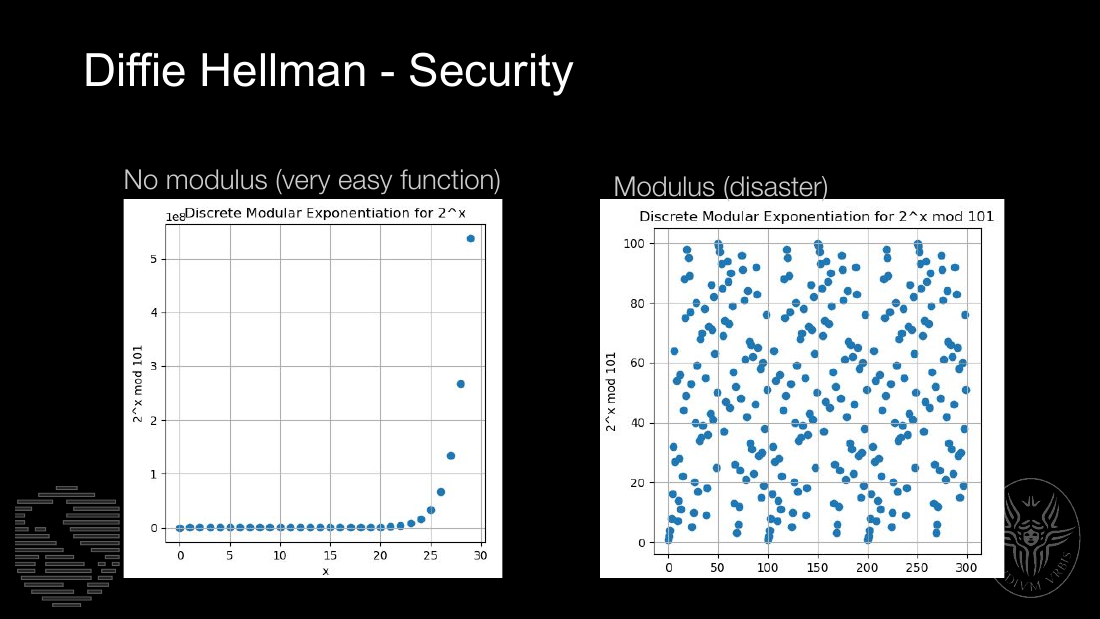 Diffie Hellman - Security
No modulus (very easy function)
1e8
Discrete Modular Exponentiation for 2^x
2^x mod 101
5
4
3
2
1
0
0 5 10 15 20 25 30
x
Modulus (disaster)
Discrete Modular Exponentiation for 2^x mod 101
2^x mod 101
100
80
60
40
20
0
0 50 100 150 200 250 300